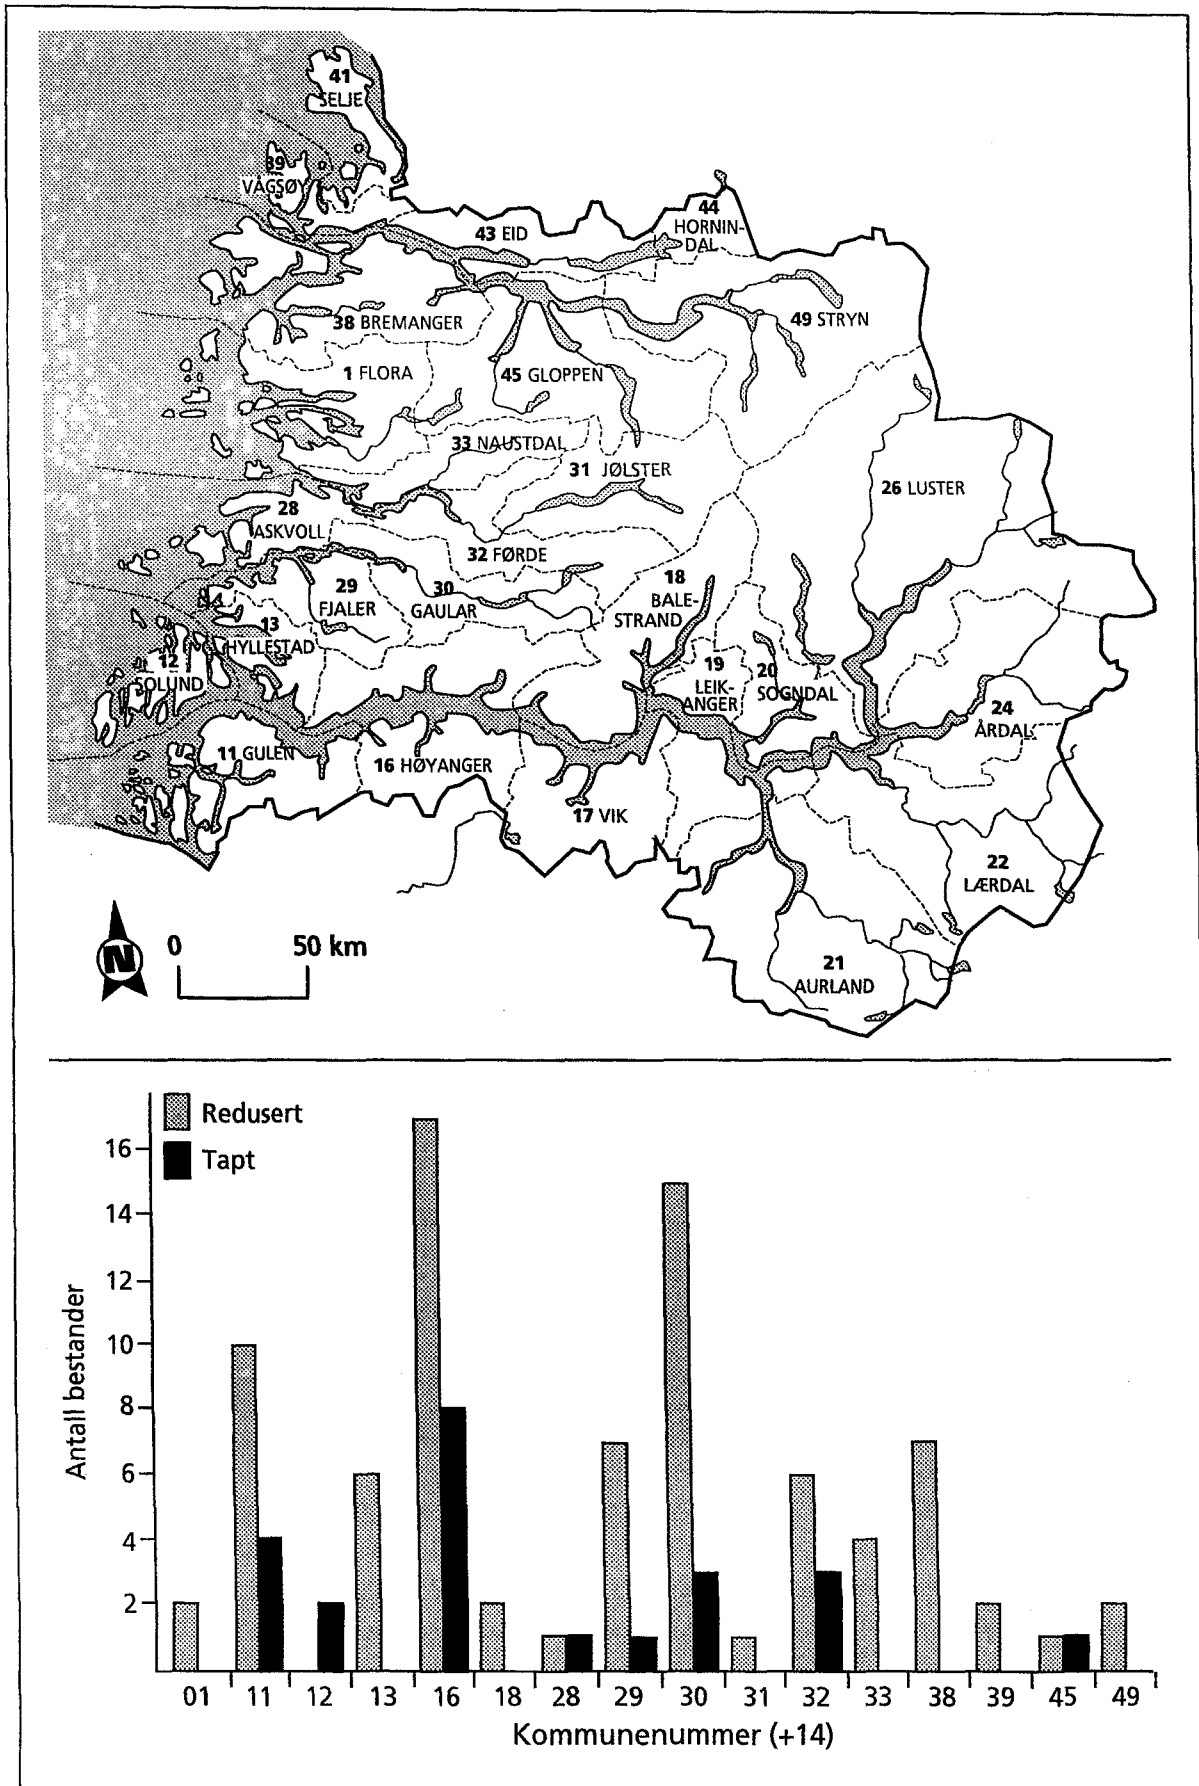 41
SELJE
39
VÅGSØY
44
HORNIN-
DAL
43 EID
38 BREMANGER
49 STRYN
1 FLORA
45 GLOPPEN
33 NAUSTDAL
31 JØLSTER
26 LUSTER
28
ASKVOLL
32 FØRDE
18
BALE-
STRAND
29
FJALER
30
GAULAR
13
HYLLESTAD
12
SOLUND
19
LEIK-
ANGER
20
SOGNDAL
24
ÅRDAL
11 GULEN
16 HØYANGER
17 VIK
22
LÆRDAL
21
AURLAND
N
0 50 km
Redusert
Tapt
16
14
12
10
8
6
4
2
Antall bestander
01 11 12 13 16 18 28 29 30 31 32 33 38 39 45 49
Kommunenummer (+14)